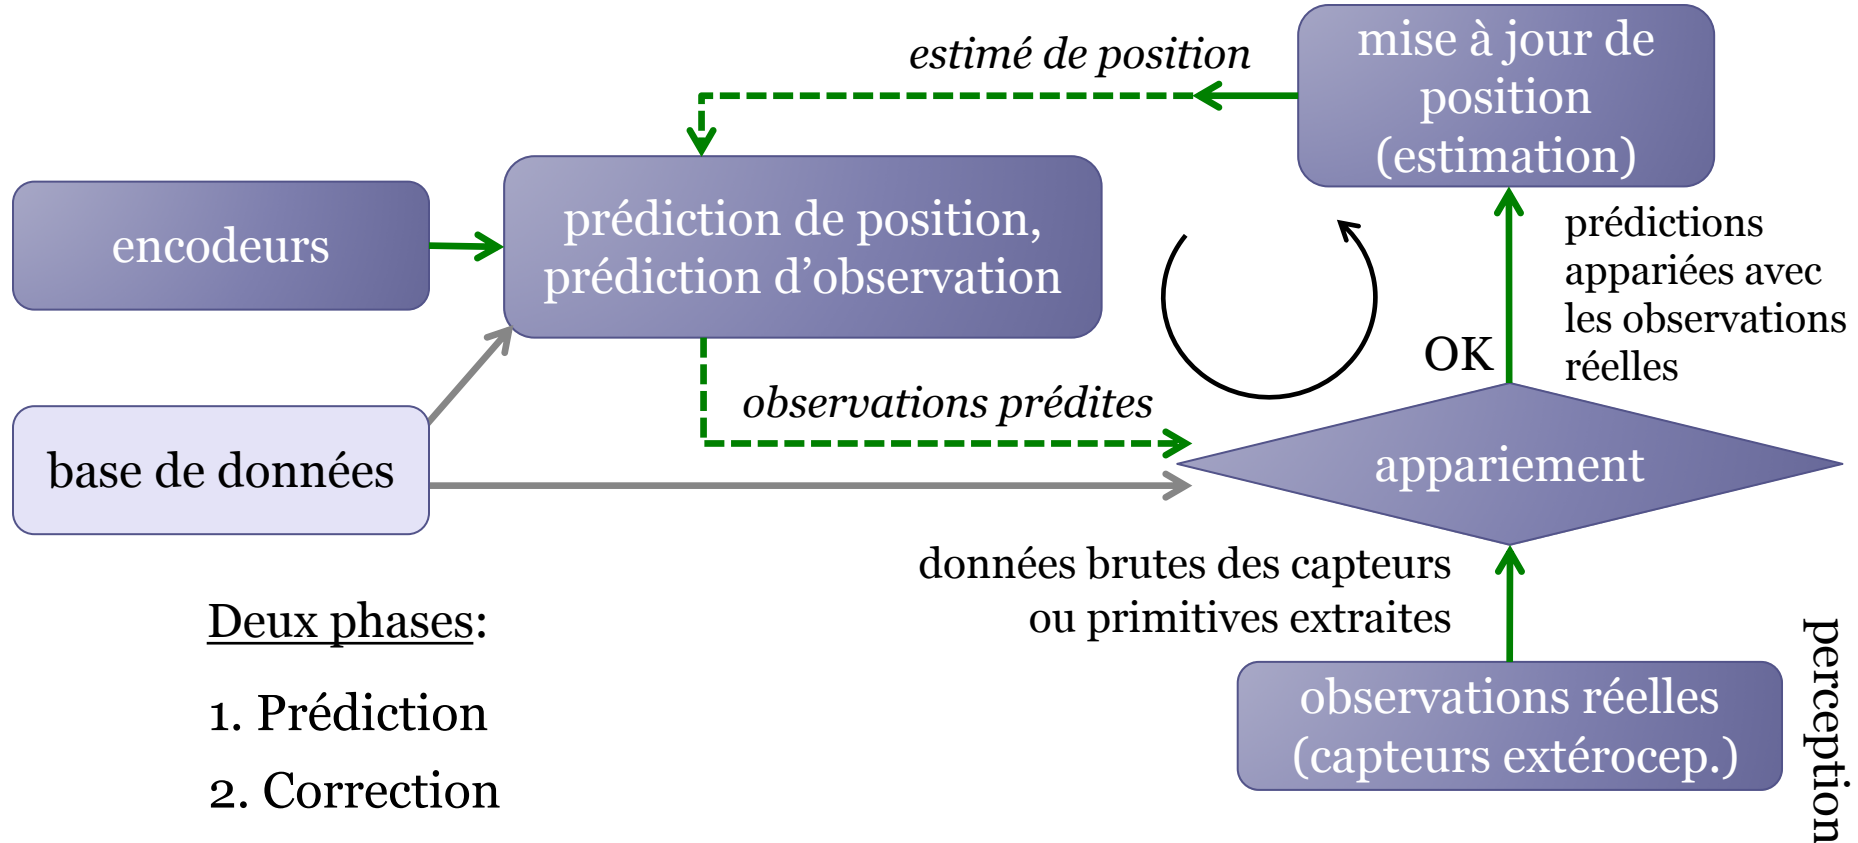 estimé de position
mise à jour de
position
(estimation)
encodeurs
prédiction de position,
prédiction d’observation
prédictions
appariées avec
les observations
réelles
OK
observations prédites
base de données
appariement
données brutes des capteurs
ou primitives extraites
Deux phases:
1. Prédiction
2. Correction
observations réelles
(capteurs extérocep.)
perception